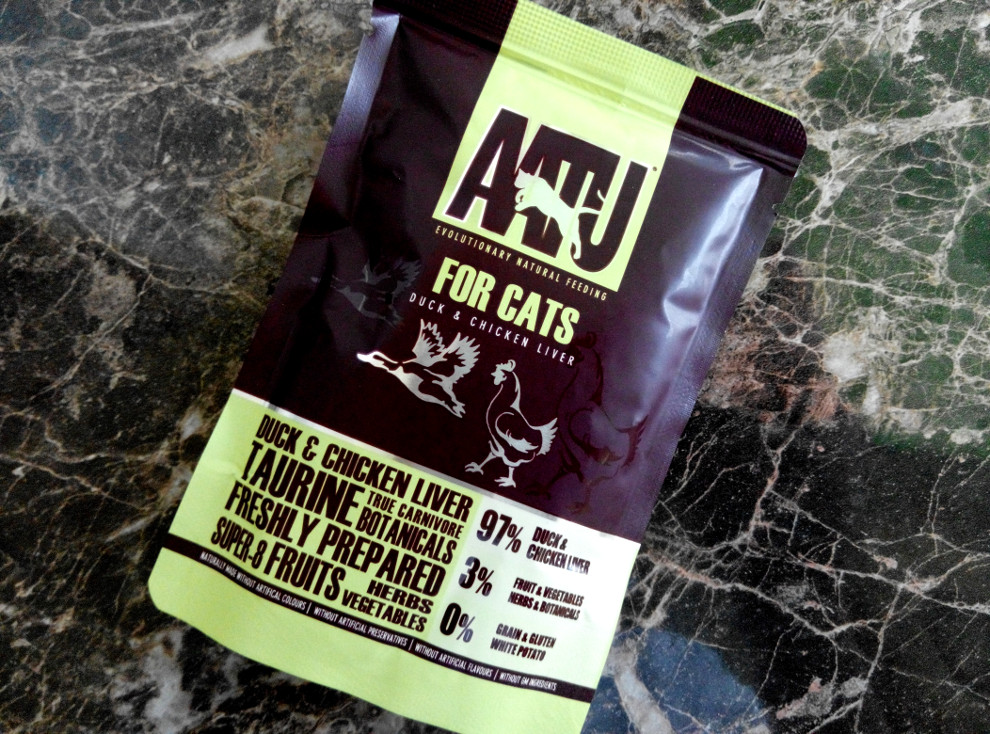 AATU
EVOLUTIONARY NATURAL FEEDING
FOR CATS
DUCK & CHICKEN LIVER
DUCK & CHICKEN LIVER
TAURINE TRUE CARNIVORE
BOTANICALS
FRESHLY PREPARED
SUPER-8 FRUITS HERBS
VEGETABLES
97% DUCK &
CHICKEN LIVER
3% FRUIT & VEGETABLES
HERBS & BOTANICALS
0% GRAIN & GLUTEN
WHITE POTATO
NATURALLY MADE WITHOUT ARTIFICAL COLOURS | WITHOUT ARTIFICIAL PRESERVATIVES | WITHOUT ARTIFICIAL FLAVOURS | WITHOUT GM INGREDIENTS